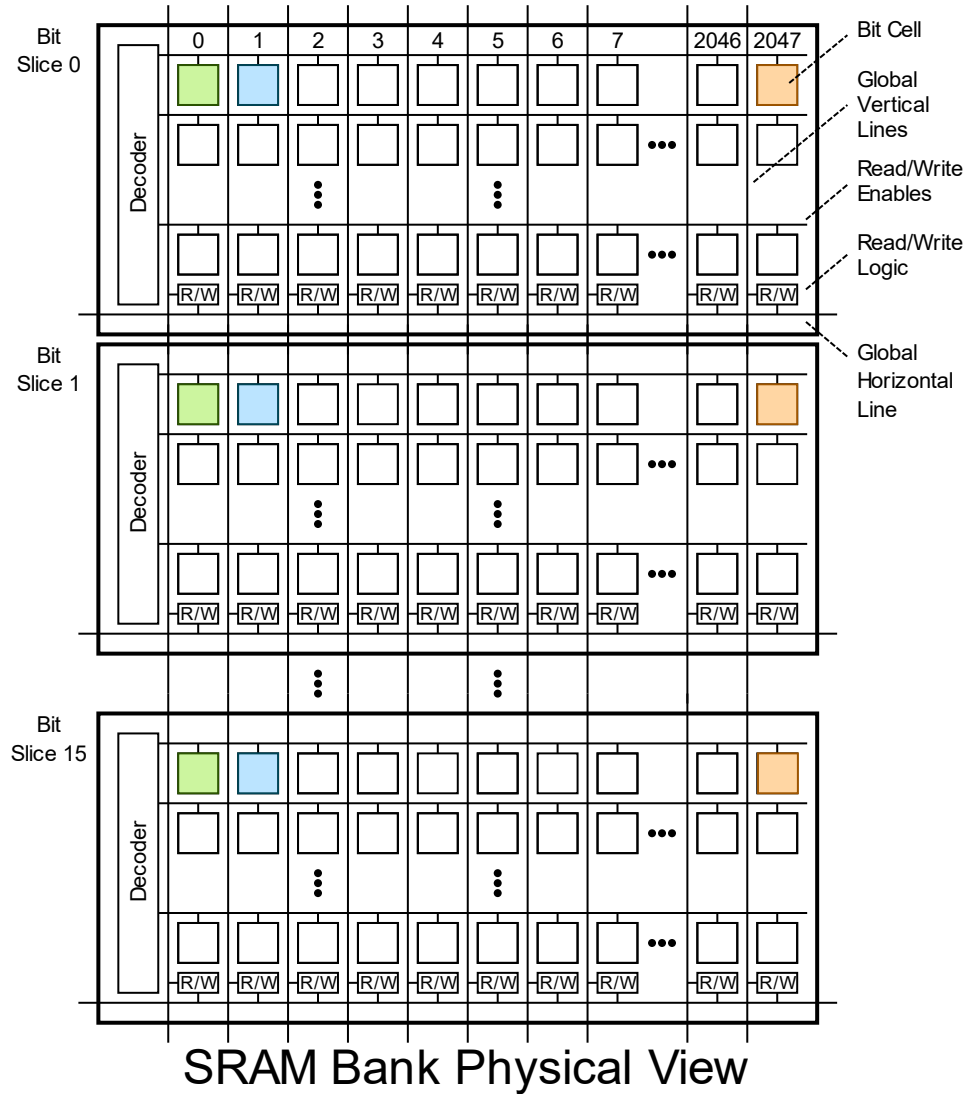 Bit
Slice 0
0 1 2 3 4 5 6 7 2046 2047
Decoder
R/W R/W R/W R/W R/W R/W R/W R/W R/W R/W
Bit Cell
Global
Vertical
Lines
Read/Write
Enables
Read/Write
Logic
Global
Horizontal
Line
Bit
Slice 1
Decoder
R/W R/W R/W R/W R/W R/W R/W R/W R/W R/W
Bit
Slice 15
Decoder
R/W R/W R/W R/W R/W R/W R/W R/W R/W R/W
SRAM Bank Physical View